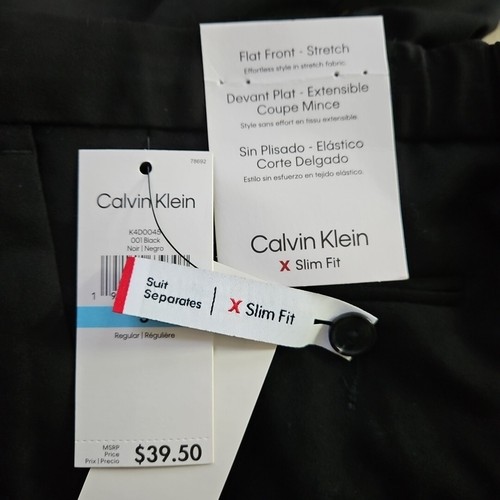 Flat Front - Stretch
Effortless style in stretch fabric.
Devant Plat - Extensible
Coupe Mince
Style sans effort en tissu extensible.
Sin Plisado - Elástico
Corte Delgado
Estilo sin esfuerzo en tejido elástico.
Calvin Klein
X Slim Fit
78692
Calvin Klein
K4D0045
001 Black
Noir | Negro
1
Suit
Separates | X Slim Fit
Regular | Régulière
MSRP
Price
Prix | Precio
$39.50